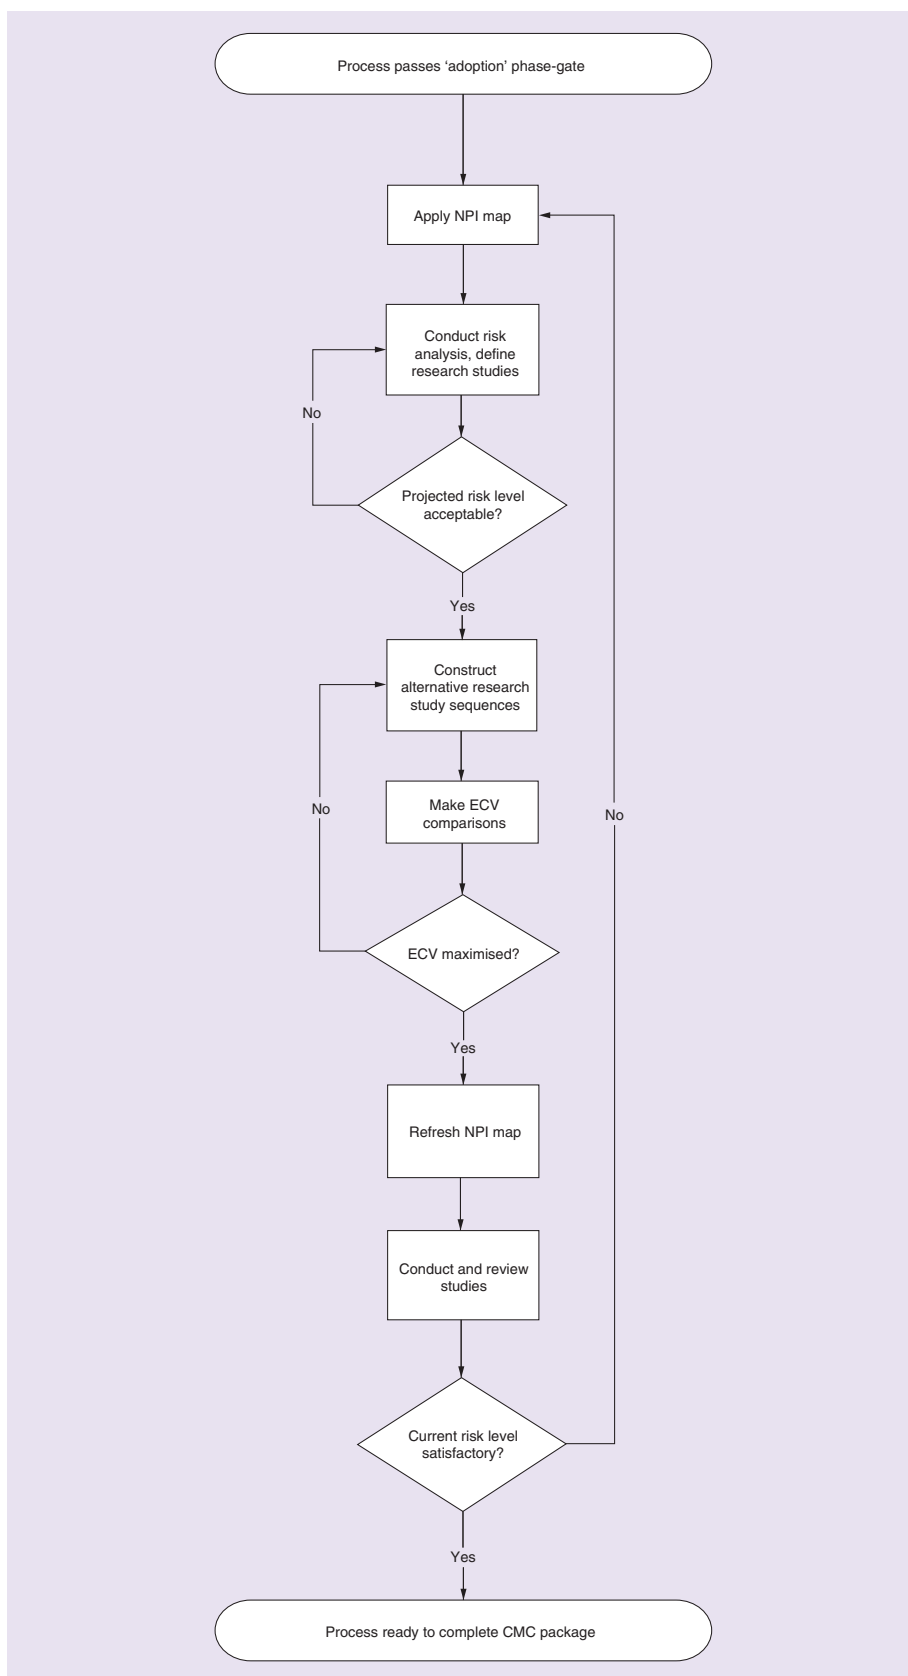 Process passes ‘adoption’ phase-gate
Apply NPI map
Conduct risk
analysis, define
research studies
No
Projected risk level
acceptable?
Yes
Construct
alternative research
study sequences
Make ECV
comparisons
No
No
ECV maximised?
Yes
Refresh NPI map
Conduct and review
studies
Current risk level
satisfactory?
Yes
Process ready to complete CMC package